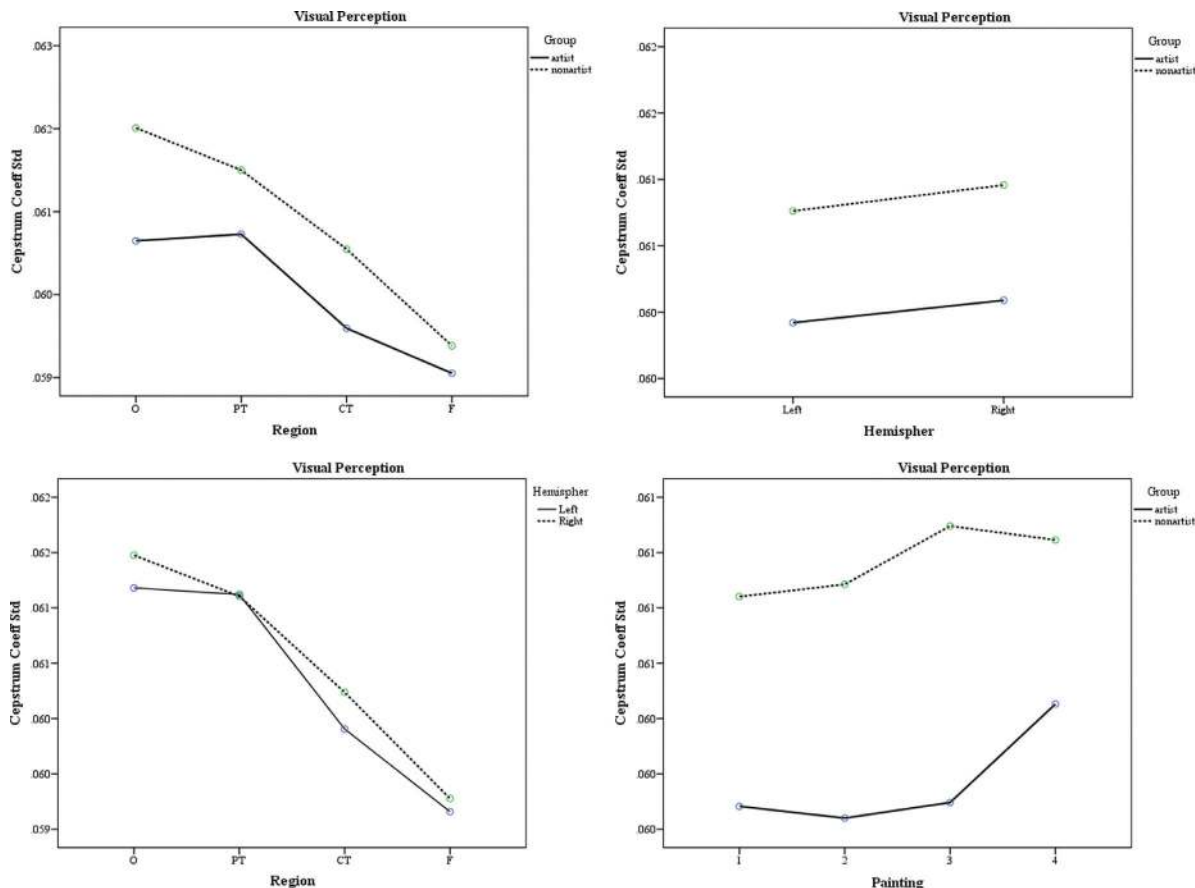 Visual Perception
Group
artist
nonartist
.063
.062
.061
.060
.059
Cepstrum Coeff Std
O PT CT F
Region
Visual Perception
Group
artist
nonartist
.062
.062
.061
.061
.060
.060
Cepstrum Coeff Std
Left Right
Hemispher
Visual Perception
Hemispher
Left
Right
.062
.062
.061
.061
.060
.060
.059
Cepstrum Coeff Std
O PT CT F
Region
Visual Perception
Group
artist
nonartist
.061
.061
.061
.061
.060
.060
.060
Cepstrum Coeff Std
1 2 3 4
Painting